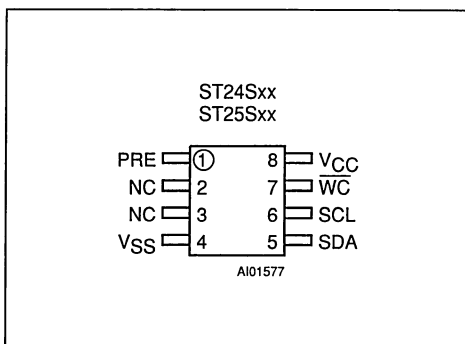 ST24Sxx
ST25Sxx
PRE 1 8 VCC
NC 2 7 WC
NC 3 6 SCL
VSS 4 5 SDA
AI01577